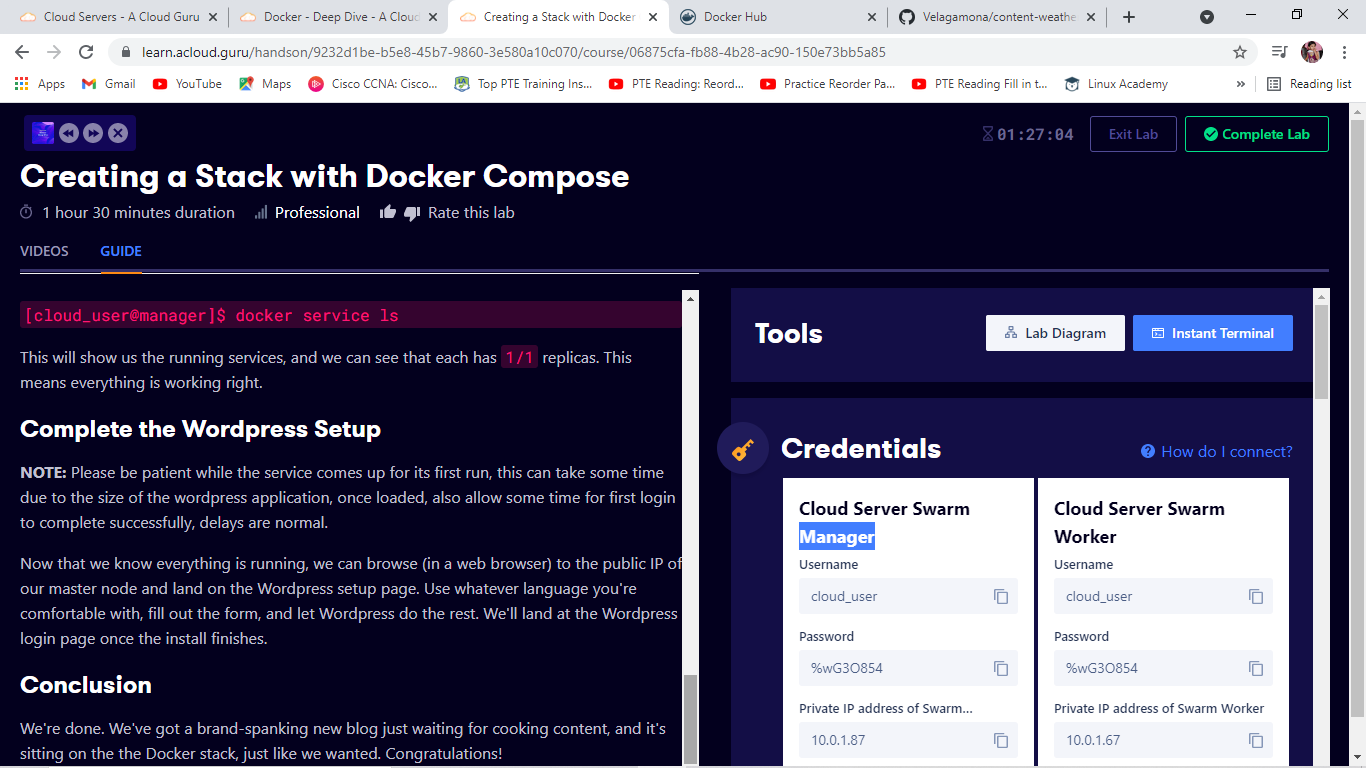 Cloud Servers - A Cloud Guru
Docker - Deep Dive - A Cloud
Creating a Stack with Docker
Docker Hub
Velagamona/content-weathe
learn.acloud.guru/handson/9232d1be-b5e8-45b7-9860-3e580a10c070/course/06875cfa-fb88-4b28-ac90-150e73bb5a85
Apps
Gmail
YouTube
Maps
Cisco CCNA: Cisco...
Top PTE Training Ins...
PTE Reading: Reord...
Practice Reorder Pa...
PTE Reading Fill in t...
Linux Academy
»
Reading list
01:27:04
Exit Lab
Complete Lab
Creating a Stack with Docker Compose
1 hour 30 minutes duration
Professional
Rate this lab
VIDEOS
GUIDE
[cloud_user@manager]$ docker service ls
This will show us the running services, and we can see that each has 1/1 replicas. This
means everything is working right.
Complete the Wordpress Setup
NOTE: Please be patient while the service comes up for its first run, this can take some time
due to the size of the wordpress application, once loaded, also allow some time for first login
to complete successfully, delays are normal.
Now that we know everything is running, we can browse (in a web browser) to the public IP of
our master node and land on the Wordpress setup page. Use whatever language you're
comfortable with, fill out the form, and let Wordpress do the rest. We'll land at the Wordpress
login page once the install finishes.
Conclusion
We're done. We've got a brand-spanking new blog just waiting for cooking content, and it's
sitting on the the Docker stack, just like we wanted. Congratulations!
Tools
Lab Diagram
Instant Terminal
Credentials
How do I connect?
Cloud Server Swarm
Manager
Username
cloud_user
Password
%wG3O854
Private IP address of Swarm...
10.0.1.87
Cloud Server Swarm
Worker
Username
cloud_user
Password
%wG3O854
Private IP address of Swarm Worker
10.0.1.67